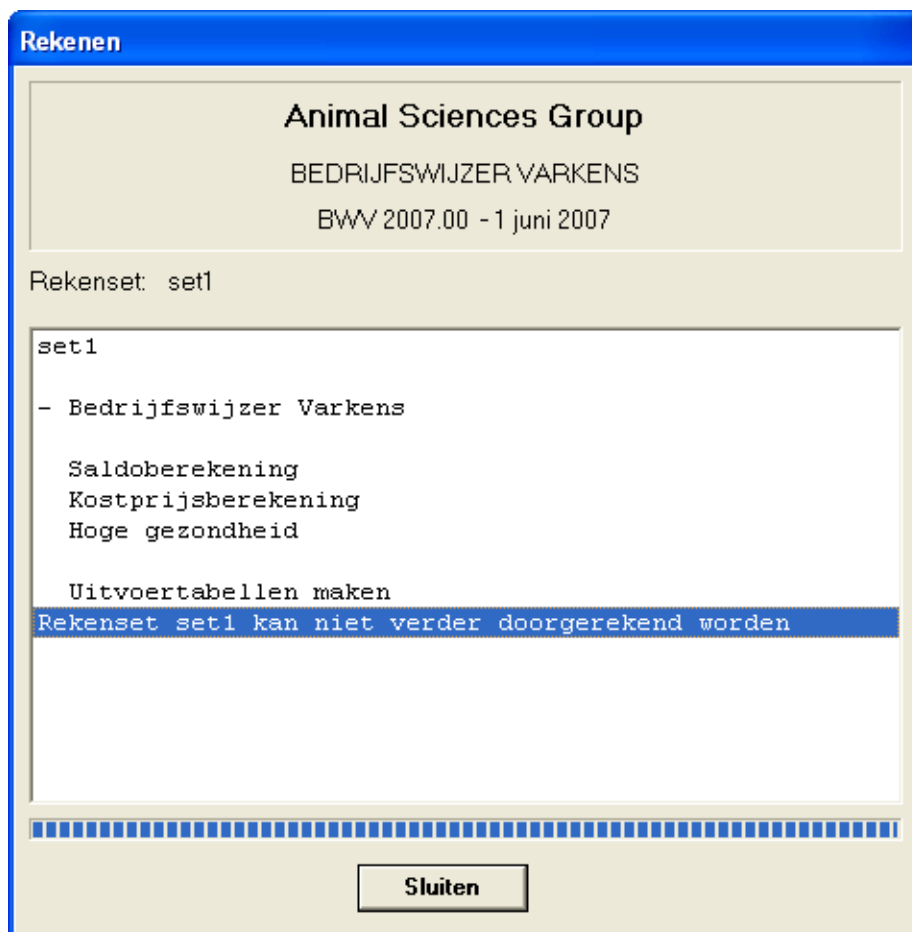 Rekenen
Animal Sciences Group
BEDRIJFSWIJZER VARKENS
BWV 2007.00 - 1 juni 2007
Rekenset: set1
set1
- Bedrijfswijzer Varkens
Saldoberekening
Kostprijsberekening
Hoge gezondheid
Uitvoertabellen maken
Rekenset set1 kan niet verder doorgerekend worden
Sluiten